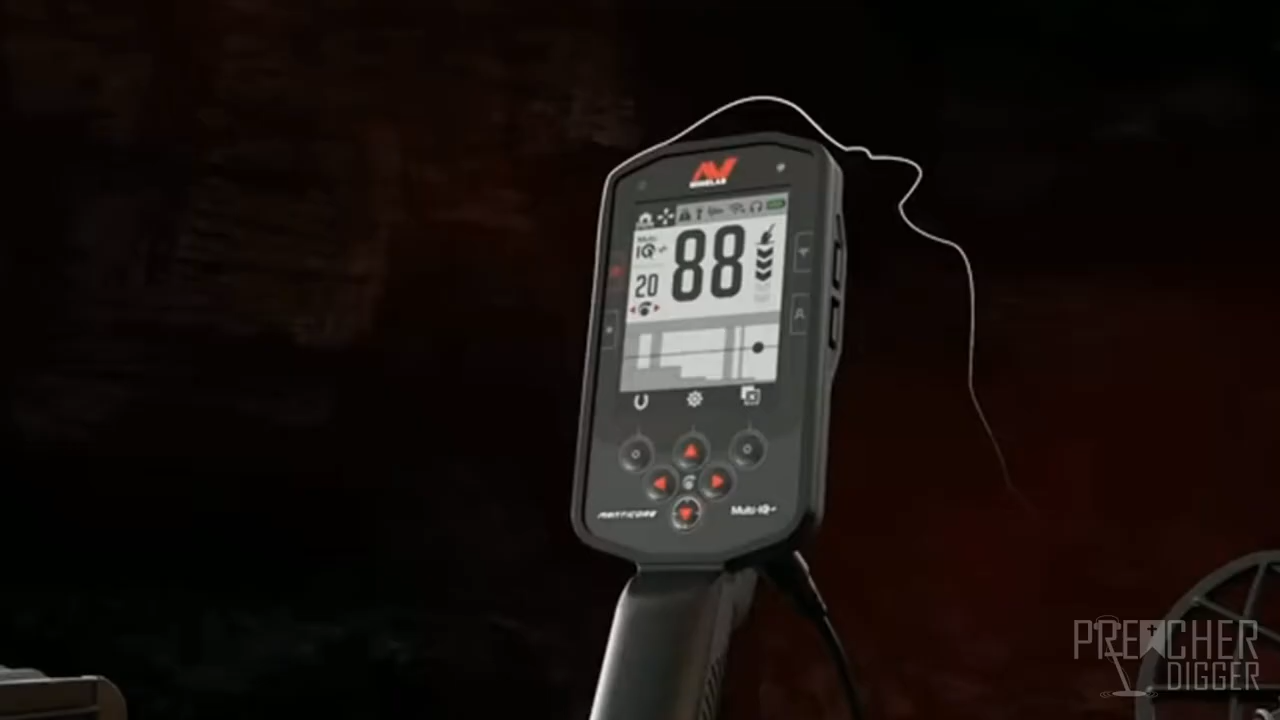 MINELAB
Multi
IQ+
88
20
MANTICORE
Multi-IQ+
PREACHER
DIGGER